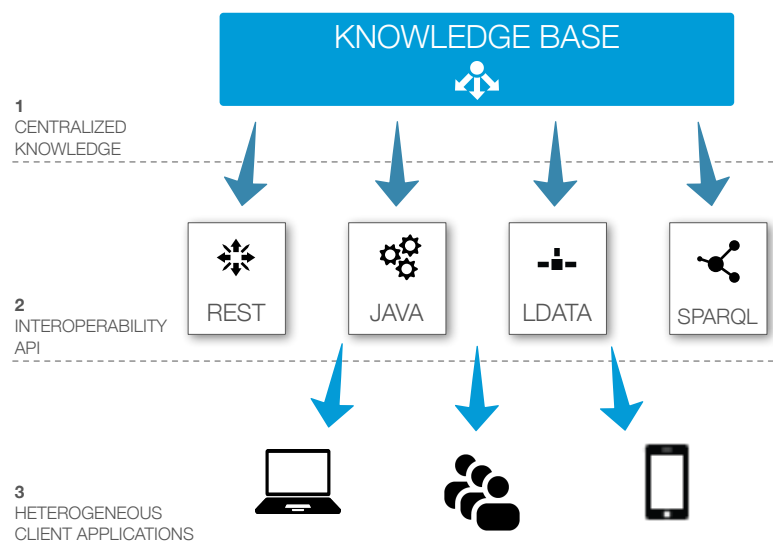 KNOWLEDGE BASE
1
CENTRALIZED
KNOWLEDGE
REST
JAVA
LDATA
SPARQL
2
INTEROPERABILITY
API
3
HETEROGENEOUS
CLIENT APPLICATIONS